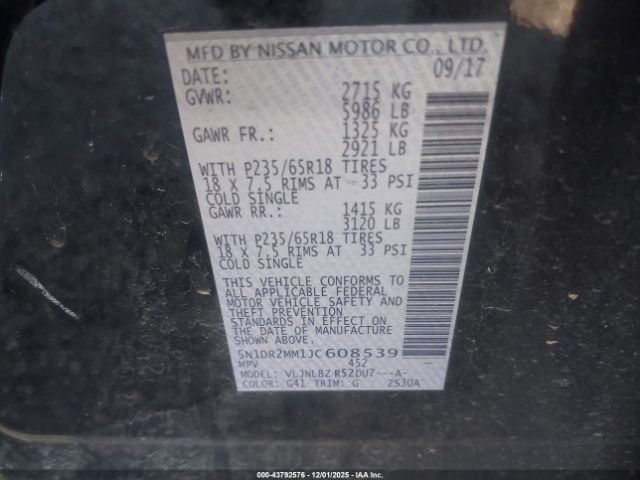 MFD BY NISSAN MOTOR CO., LTD.
DATE: 09/17
GVWR: 2715 KG
5986 LB
GAWR FR.: 1325 KG
2921 LB
WITH P235/65R18 TIRES
18 X 7.5 RIMS AT 33 PSI
COLD SINGLE
GAWR RR.: 1415 KG
3120 LB
WITH P235/65R18 TIRES
18 X 7.5 RIMS AT 33 PSI
COLD SINGLE
THIS VEHICLE CONFORMS TO
ALL APPLICABLE FEDERAL
MOTOR VEHICLE SAFETY AND
THEFT PREVENTION
STANDARDS IN EFFECT ON
THE DATE OF MANUFACTURE
SHOWN ABOVE.
5N1DR2MM1JC608539
MPV 452
MODEL: VLJNLBZ R52DU7---A-
COLOR: G41 TRIM: G ZS30A
000-43792576 - 12/01/2025 - IAA Inc.